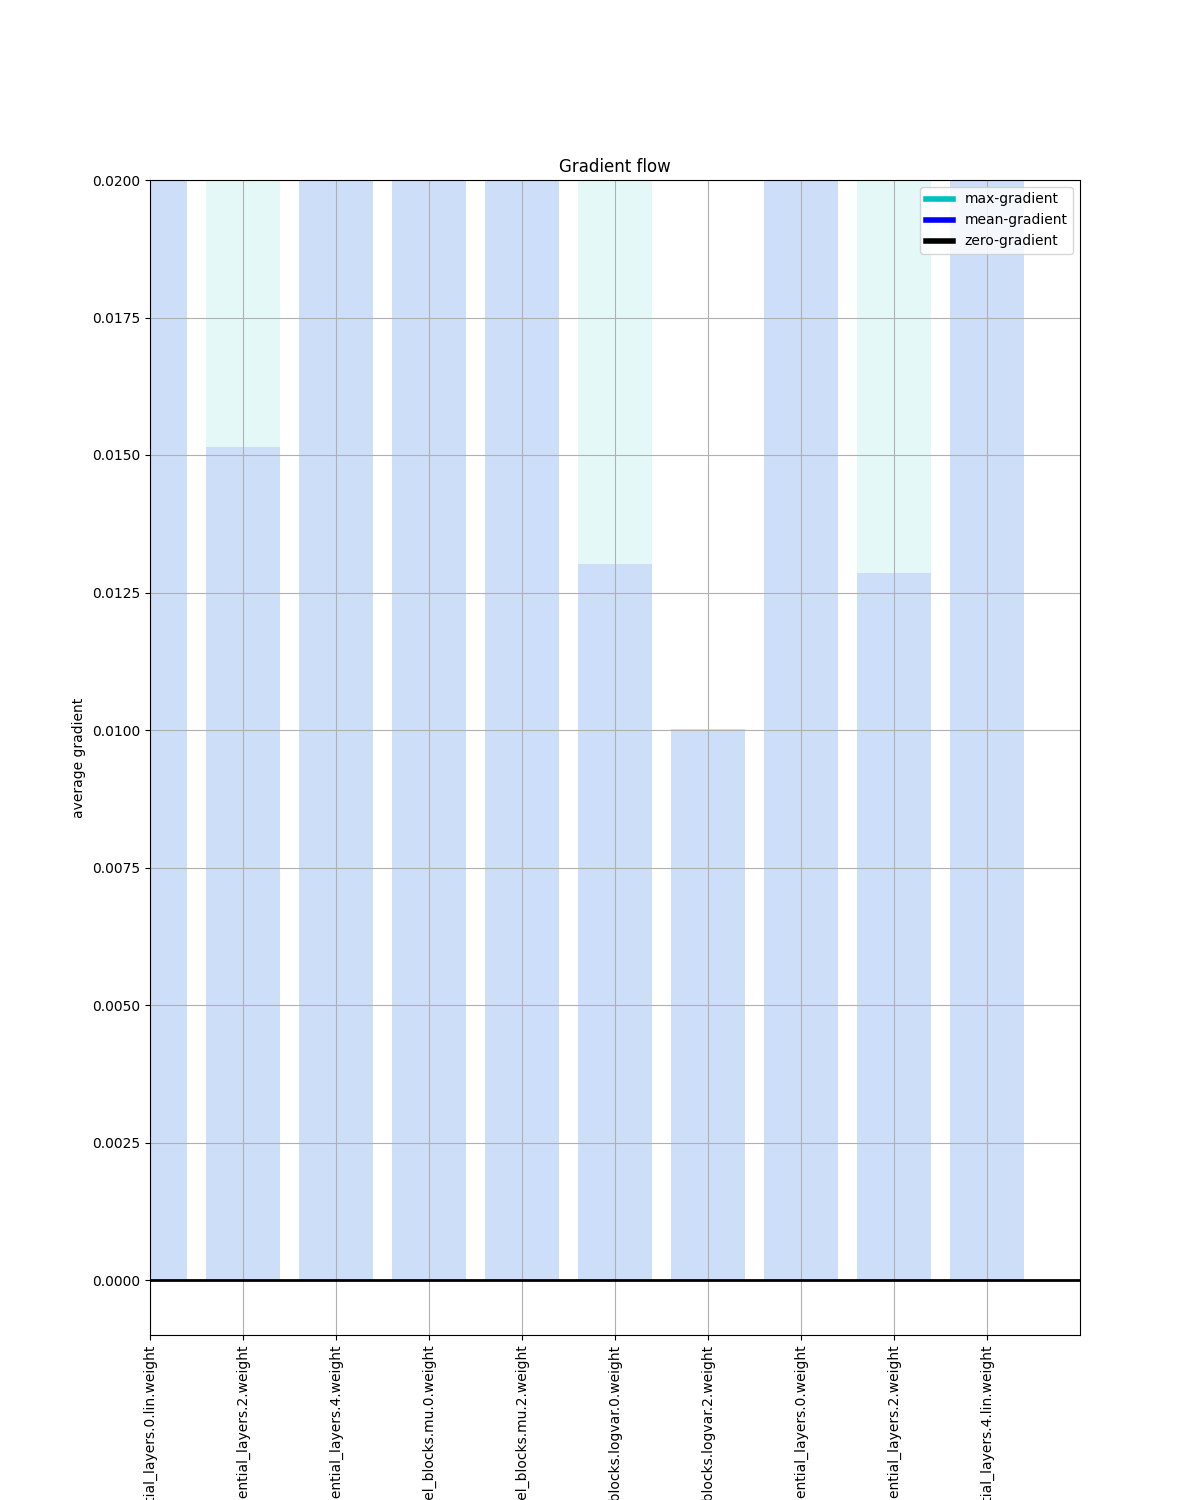 Gradient flow
max-gradient
mean-gradient
zero-gradient
average gradient
0.0200
0.0175
0.0150
0.0125
0.0100
0.0075
0.0050
0.0025
0.0000
tial_layers.0.lin.weight
ential_layers.2.weight
ential_layers.4.weight
el_blocks.mu.0.weight
el_blocks.mu.2.weight
blocks.logvar.0.weight
blocks.logvar.2.weight
ential_layers.0.weight
ential_layers.2.weight
tial_layers.4.lin.weight